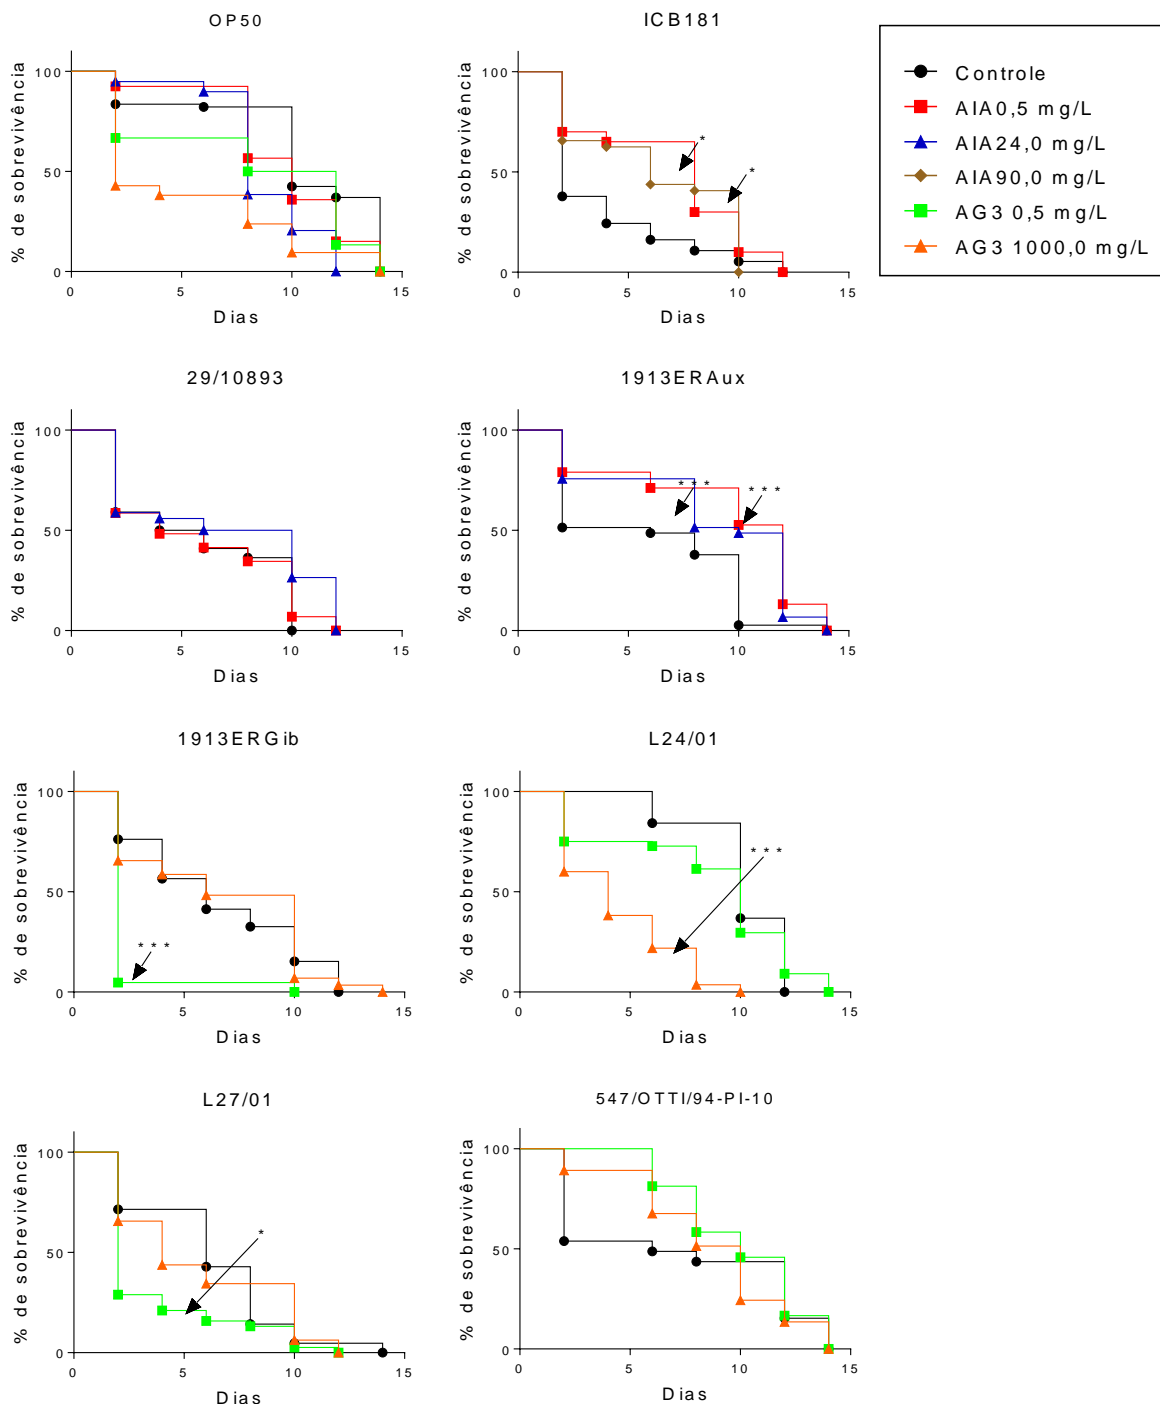 OP50
% de sobrevivência
100
50
0
0 5 10 15
Dias
ICB181
% de sobrevivência
100
50
0
*
*
0 5 10 15
Dias
Controle
AIA0,5 mg/L
AIA24,0 mg/L
AIA90,0 mg/L
AG3 0,5 mg/L
AG3 1000,0 mg/L
29/10893
% de sobrevivência
100
50
0
0 5 10 15
Dias
1913ERAux
% de sobrevivência
100
50
0
***
***
0 5 10 15
Dias
1913ERGib
% de sobrevivência
100
50
0
***
0 5 10 15
Dias
L24/01
% de sobrevivência
100
50
0
***
0 5 10 15
Dias
L27/01
% de sobrevivência
100
50
0
*
0 5 10 15
Dias
547/OTTI/94-PI-10
% de sobrevivência
100
50
0
0 5 10 15
Dias